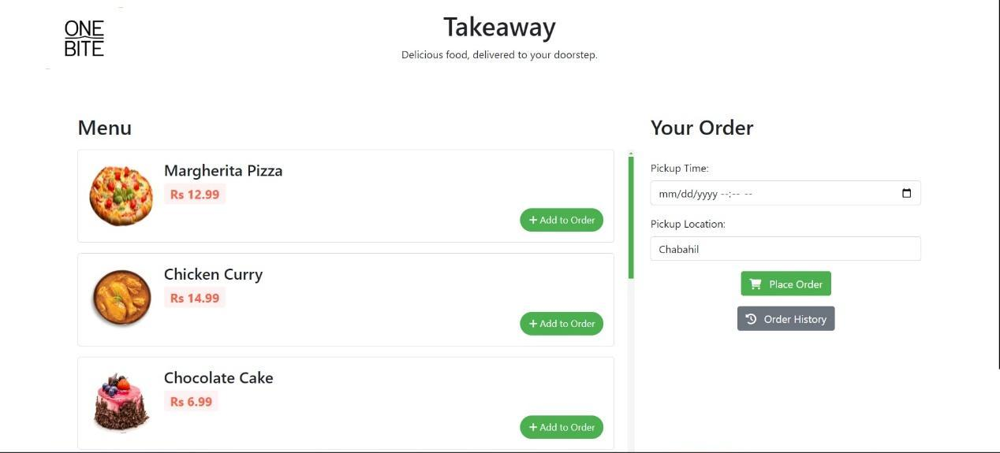 ONE
BITE
Takeaway
Delicious food, delivered to your doorstep.
Menu
Margherita Pizza
Rs 12.99
+ Add to Order
Chicken Curry
Rs 14.99
+ Add to Order
Chocolate Cake
Rs 6.99
+ Add to Order
Your Order
Pickup Time:
mm/dd/yyyy --:-- --
Pickup Location:
Chabahil
Place Order
Order History